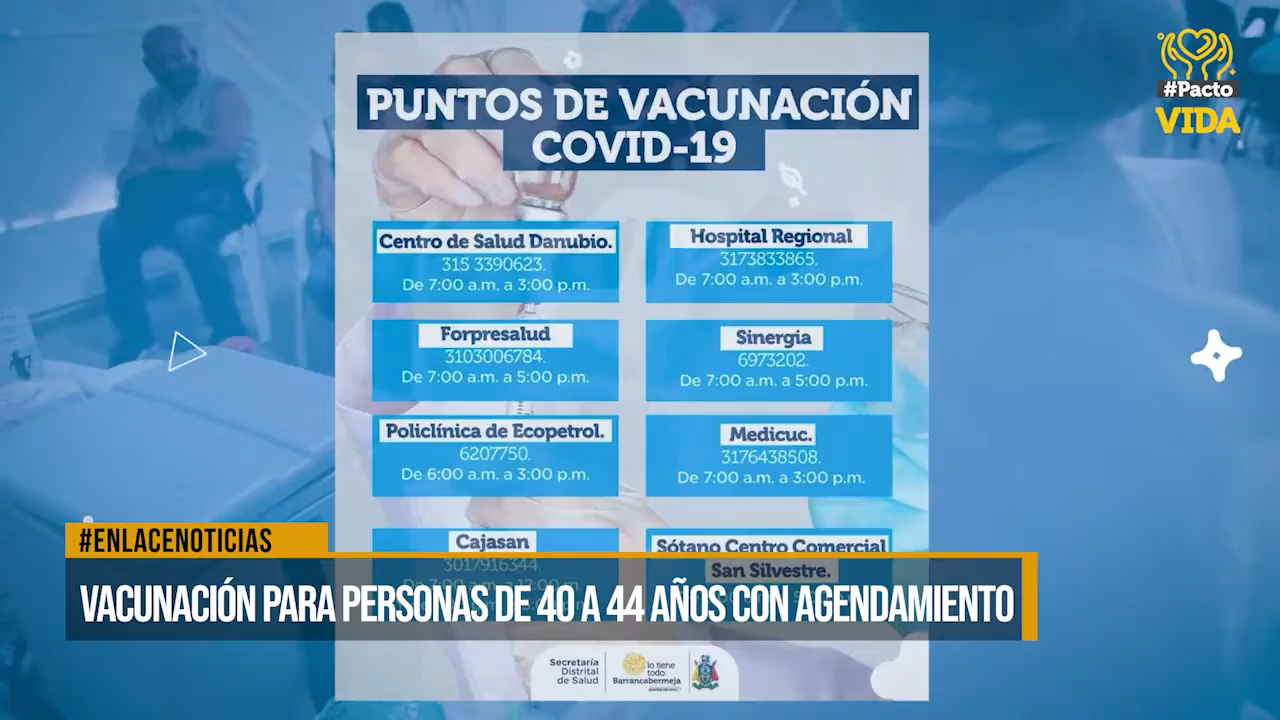 #Pacto
VIDA
PUNTOS DE VACUNACIÓN
COVID-19
Centro de Salud Danubio.
315 3390623.
De 7:00 a.m. a 3:00 p.m.
Hospital Regional
3173833865.
De 7:00 a.m. a 3:00 p.m.
Forpresalud
3103006784.
De 7:00 a.m. a 5:00 p.m.
Sinergia
6973202.
De 7:00 a.m. a 3:00 p.m.
Policlínica de Ecopetrol.
6207750.
De 6:00 a.m. a 3:00 p.m.
Medicuc.
3176438508.
De 7:00 a.m. a 3:00 p.m.
Cajasan
3017916344.
Sótano Centro Comercial
San Silvestre.
#ENLACENOTICIAS
VACUNACIÓN PARA PERSONAS DE 40 A 44 AÑOS CON AGENDAMIENTO
Secretaría
Distrital
de Salud
lo tiene
todo
Barrancabermeja